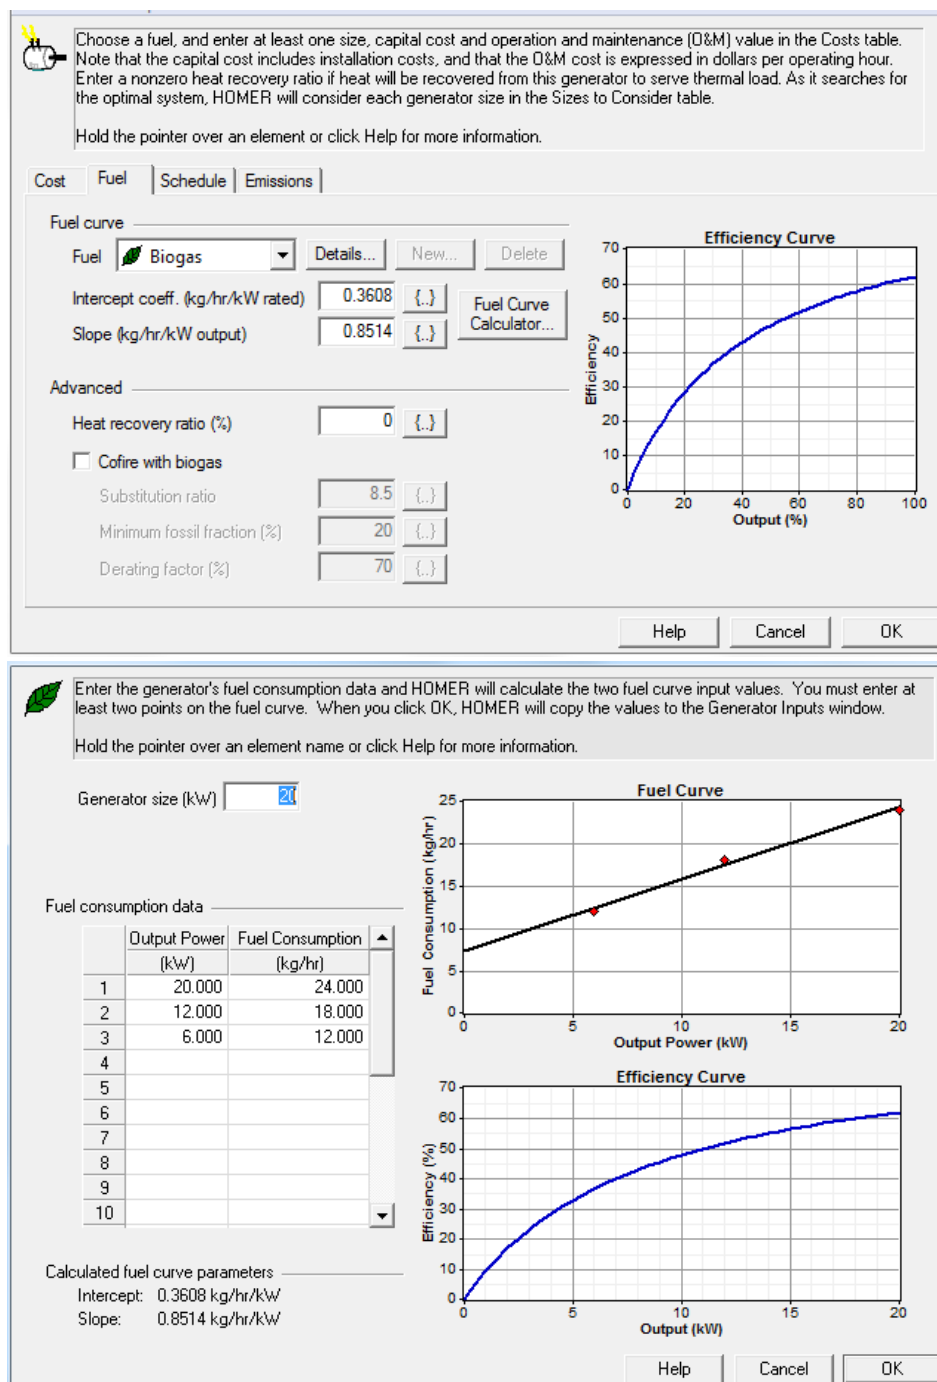 Choose a fuel, and enter at least one size, capital cost and operation and maintenance (O&M) value in the Costs table.
Note that the capital cost includes installation costs, and that the O&M cost is expressed in dollars per operating hour.
Enter a nonzero heat recovery ratio if heat will be recovered from this generator to serve thermal load. As it searches for
the optimal system, HOMER will consider each generator size in the Sizes to Consider table.
Hold the pointer over an element or click Help for more information.
Cost Fuel Schedule Emissions
Fuel curve
Fuel Biogas Details... New... Delete
Intercept coeff. (kg/hr/kW rated) 0.3608 {..}
Slope (kg/hr/kW output) 0.8514 {..}
Fuel Curve
Calculator...
Advanced
Heat recovery ratio (%) 0 {..}
Cofire with biogas
Substitution ratio 8.5 {..}
Minimum fossil fraction (%) 20 {..}
Derating factor (%) 70 {..}
Efficiency Curve
70
60
50
40
30
20
10
0
Efficiency
0 20 40 60 80 100
Output (%)
Help Cancel OK
Enter the generator's fuel consumption data and HOMER will calculate the two fuel curve input values. You must enter at
least two points on the fuel curve. When you click OK, HOMER will copy the values to the Generator Inputs window.
Hold the pointer over an element name or click Help for more information.
Generator size (kW) 20
Fuel consumption data
Output Power Fuel Consumption
(kW) (kg/hr)
1 20.000 24.000
2 12.000 18.000
3 6.000 12.000
4
5
6
7
8
9
10
Calculated fuel curve parameters
Intercept: 0.3608 kg/hr/kW
Slope: 0.8514 kg/hr/kW
Fuel Curve
25
20
15
10
5
0
Fuel Consumption (kg/hr)
0 5 10 15 20
Output Power (kW)
Efficiency Curve
70
60
50
40
30
20
10
0
Efficiency (%)
0 5 10 15 20
Output (kW)
Help Cancel OK